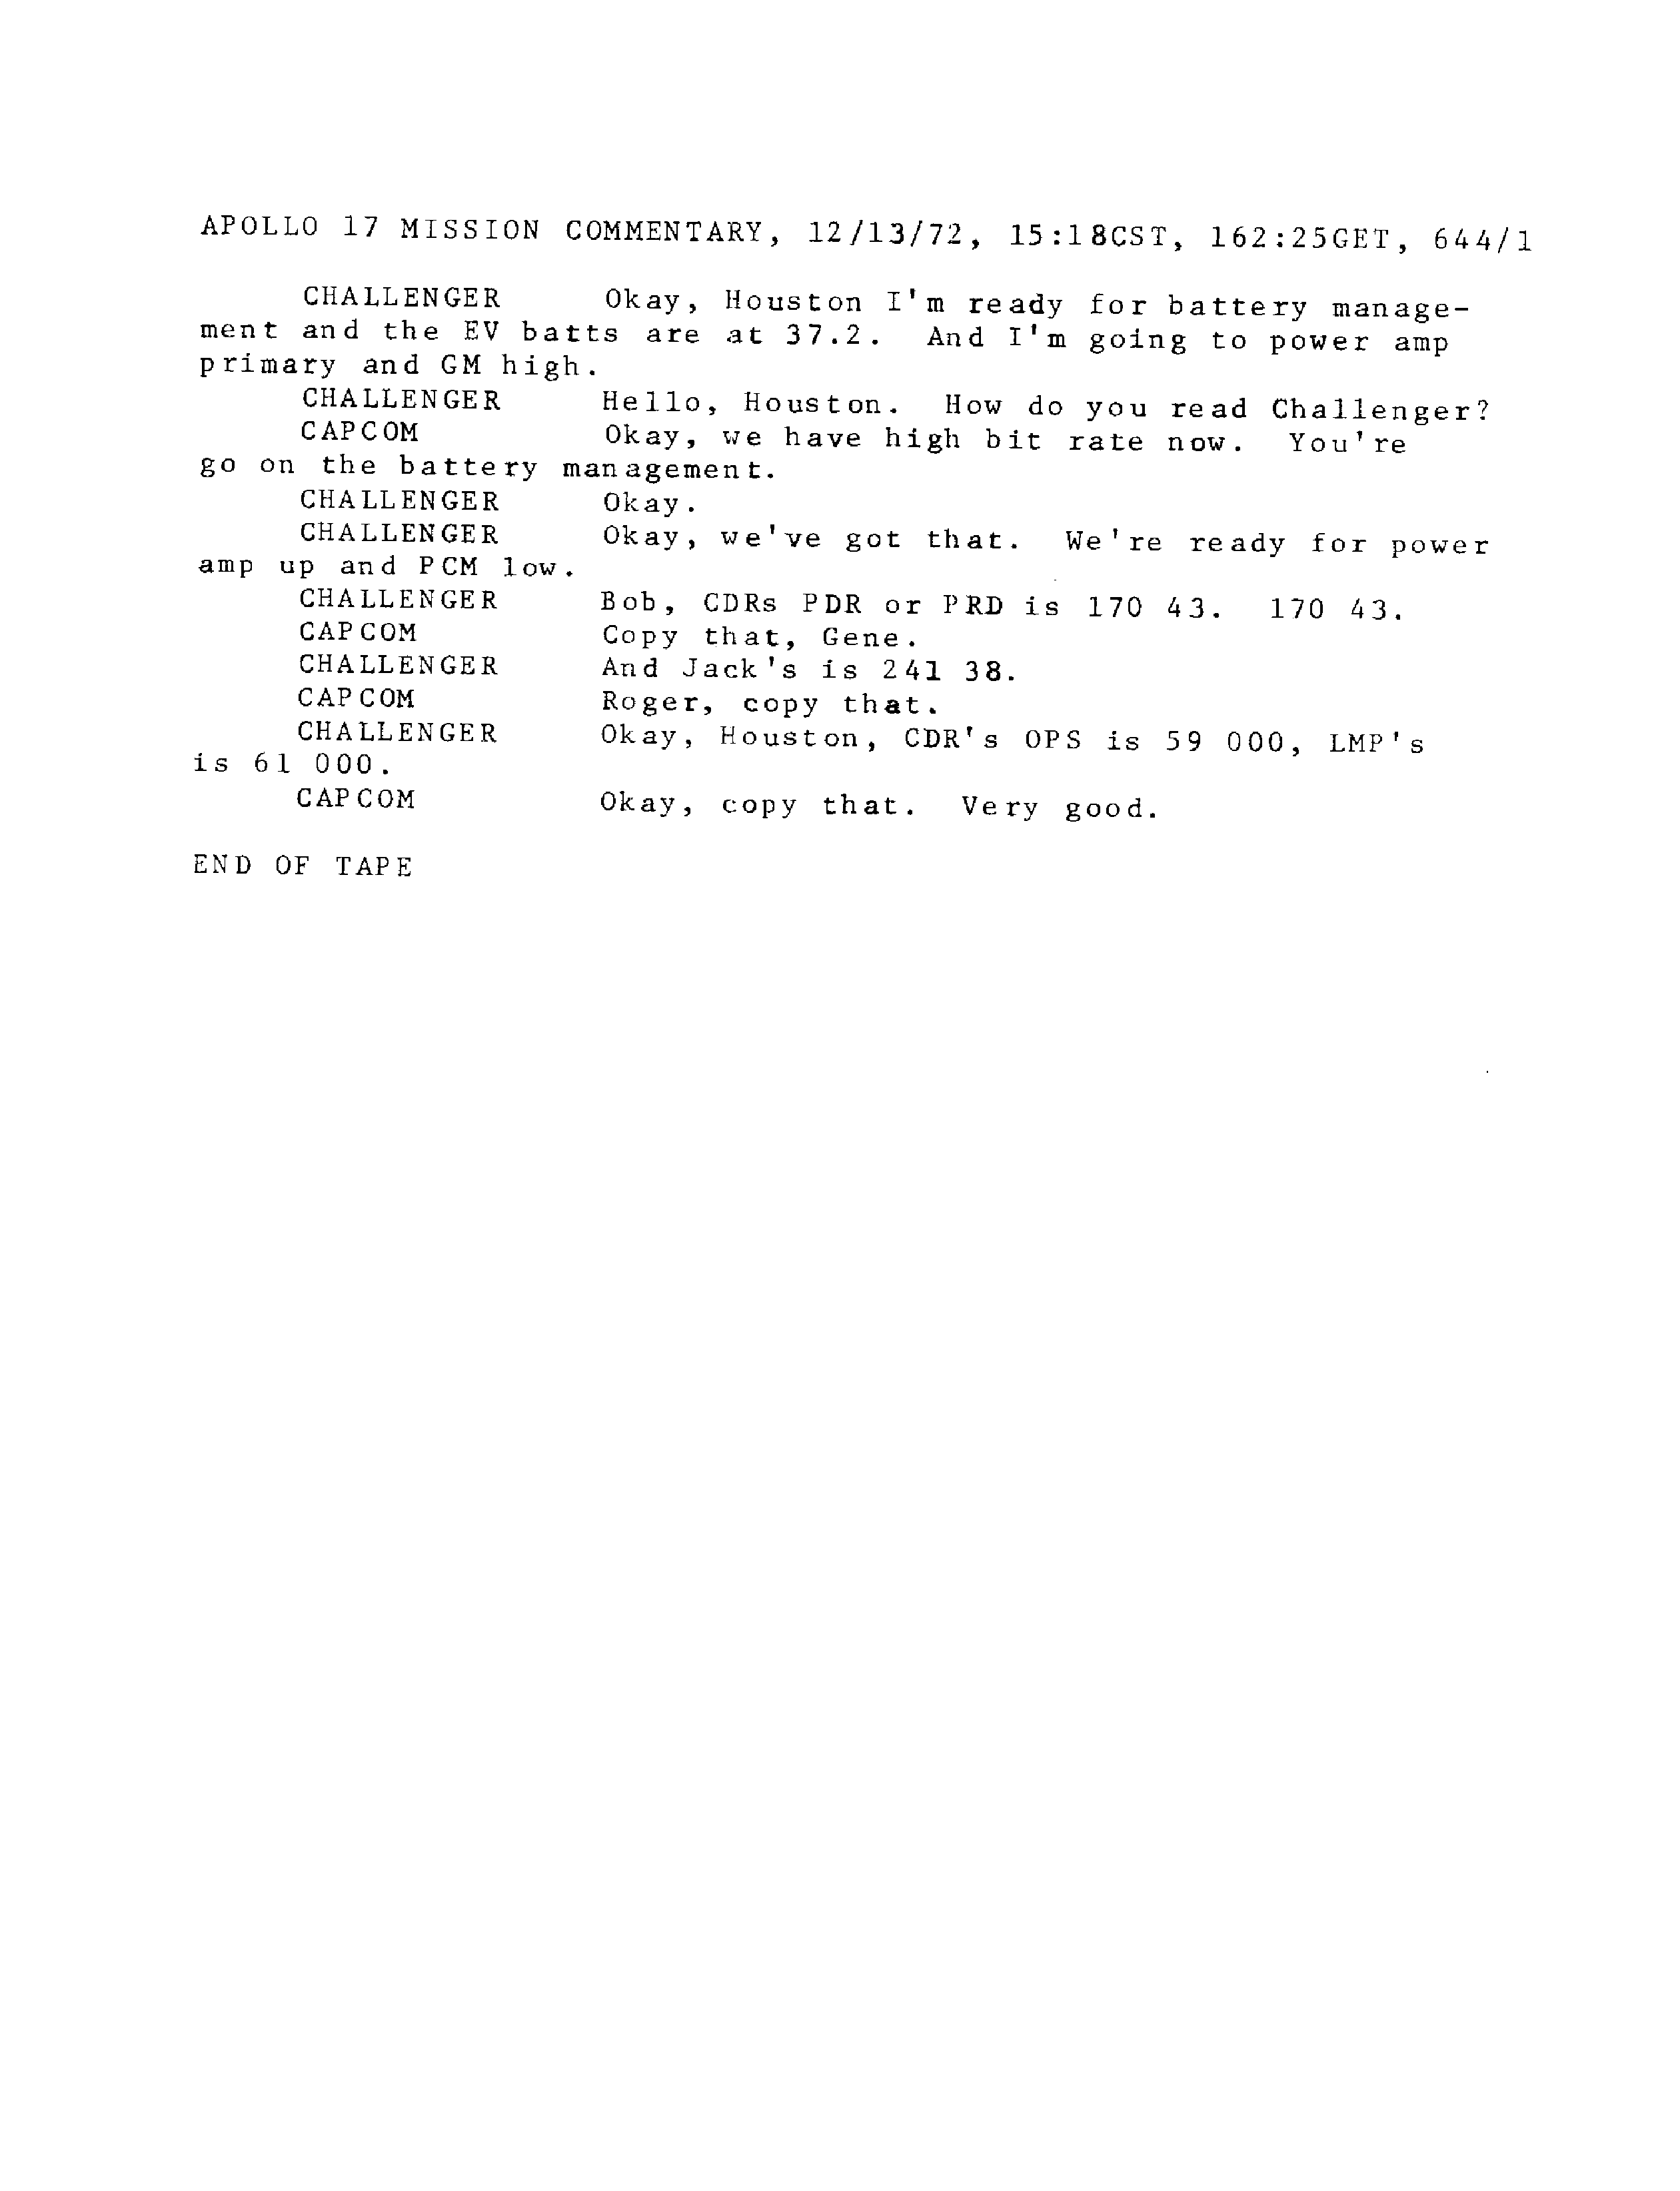 APOLLO 17 MISSION COMMENTARY, 12/13/72, 15:18CST, 162:25GET, 644/1
CHALLENGER Okay, Houston I'm ready for battery manage-
ment and the EV batts are at 37.2. And I'm going to power amp
primary and GM high.
CHALLENGER Hello, Houston. How do you read Challenger?
CAPCOM Okay, we have high bit rate now. You're
go on the battery management.
CHALLENGER Okay.
CHALLENGER Okay, we've got that. We're ready for power
amp up and PCM low.
CHALLENGER Bob, CDRs PDR or PRD is 170 43. 170 43.
CAPCOM Copy that, Gene.
CHALLENGER And Jack's is 241 38.
CAPCOM Roger, copy that.
CHALLENGER Okay, Houston, CDR's OPS is 59 000, LMP's
is 61 000.
CAPCOM Okay, copy that. Very good.
END OF TAPE